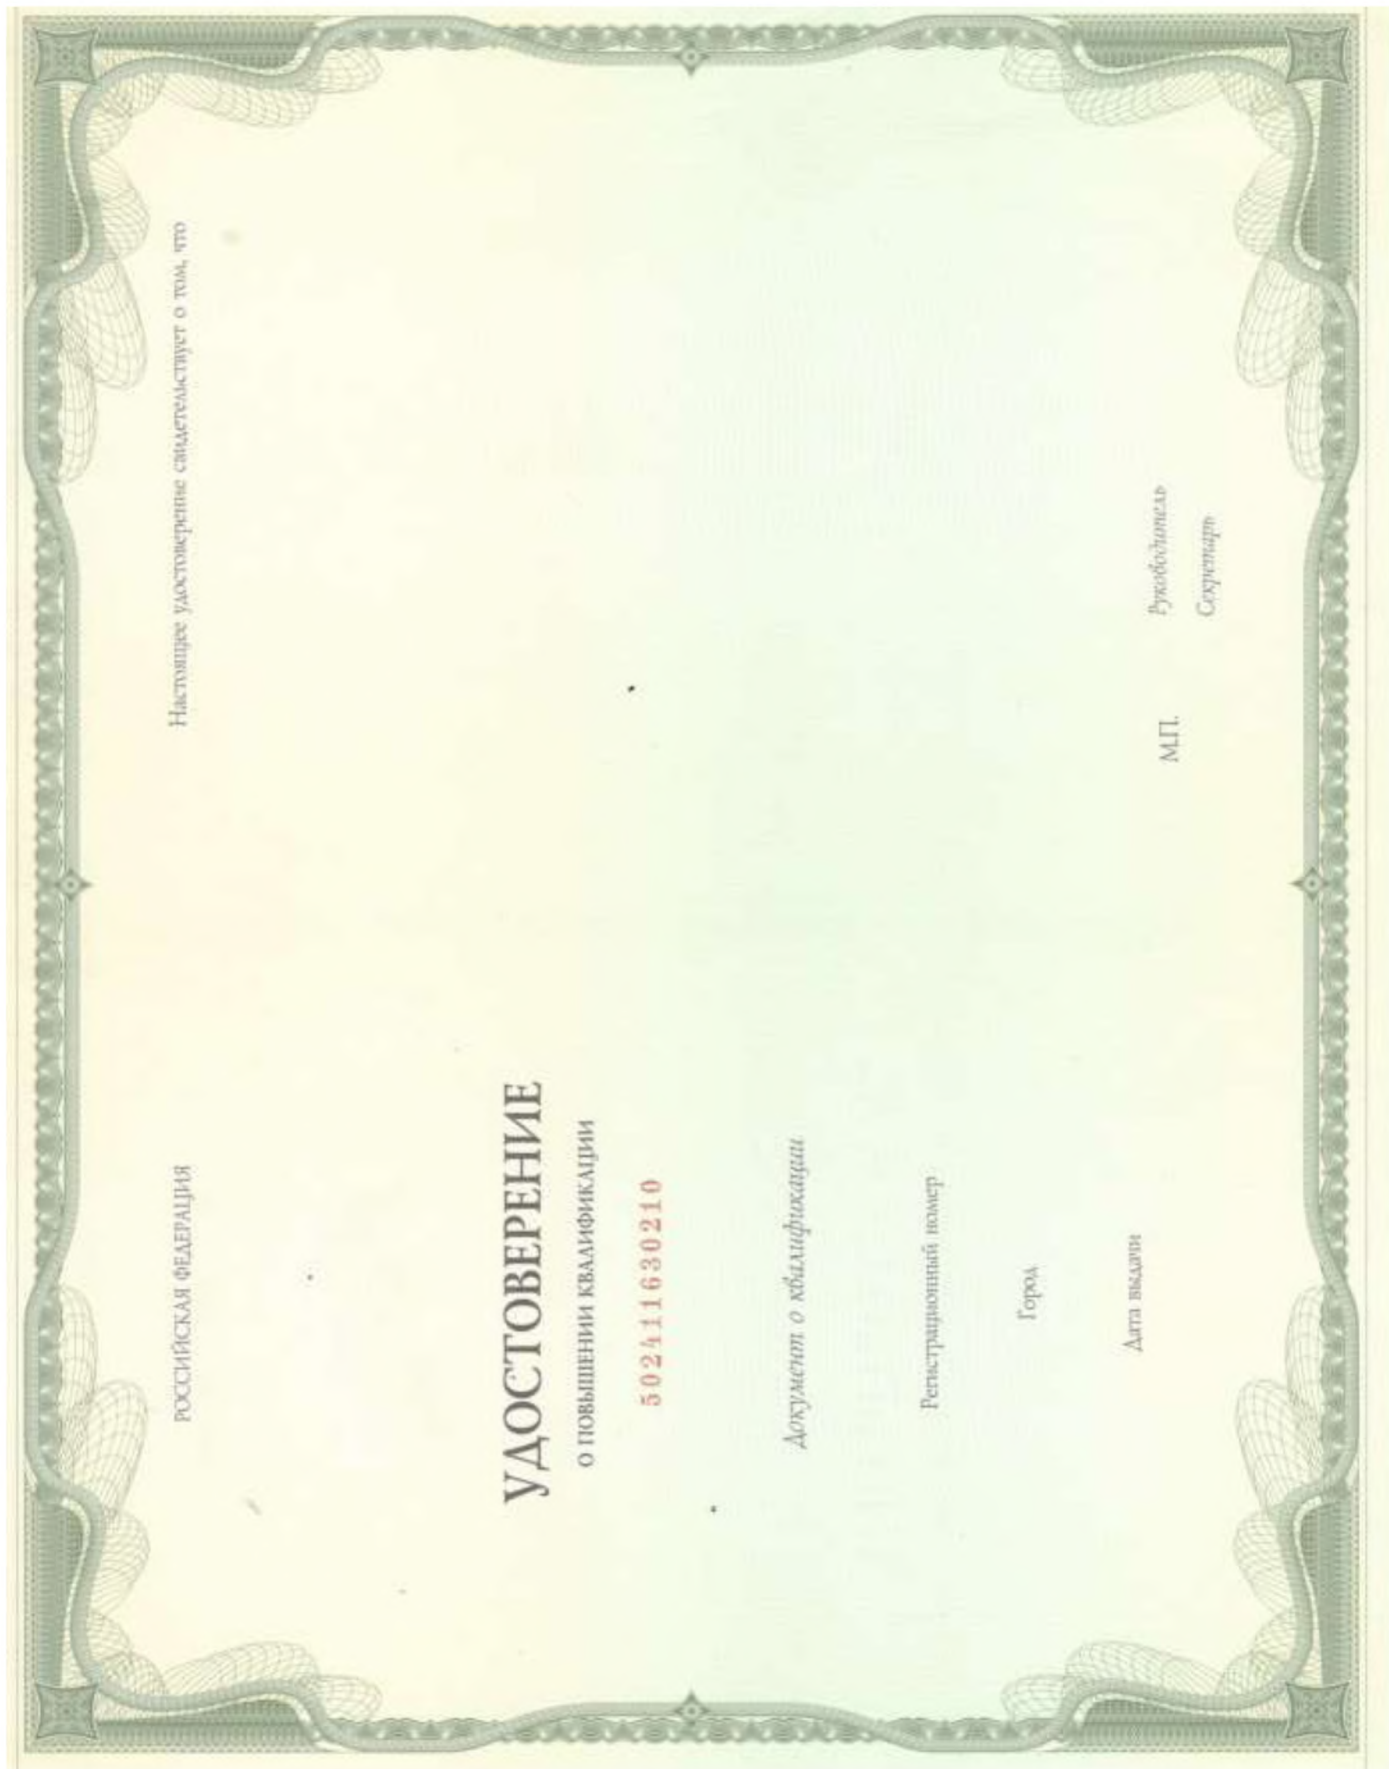 РОССИЙСКАЯ ФЕДЕРАЦИЯ
УДОСТОВЕРЕНИЕ
О ПОВЫШЕНИИ КВАЛИФИКАЦИИ
502411630210
Документ о квалификации
Регистрационный номер
Город
Дата выдачи
Настоящее удостоверение свидетельствует о том, что
М.П.
Руководитель
Секретарь